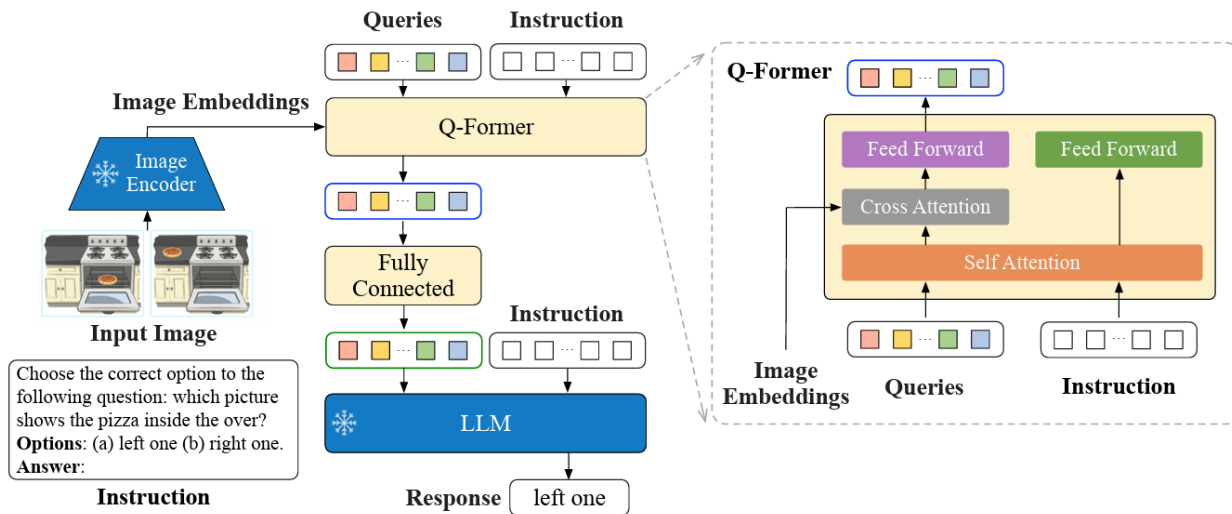 Queries
Instruction
Image Embeddings
Q-Former
Image
Encoder
Input Image
Fully
Connected
Instruction
LLM
Response
left one
Choose the correct option to the
following question: which picture
shows the pizza inside the over?
Options: (a) left one (b) right one.
Answer:
Instruction
Q-Former
Feed Forward
Feed Forward
Cross Attention
Self Attention
Image
Embeddings
Queries
Instruction